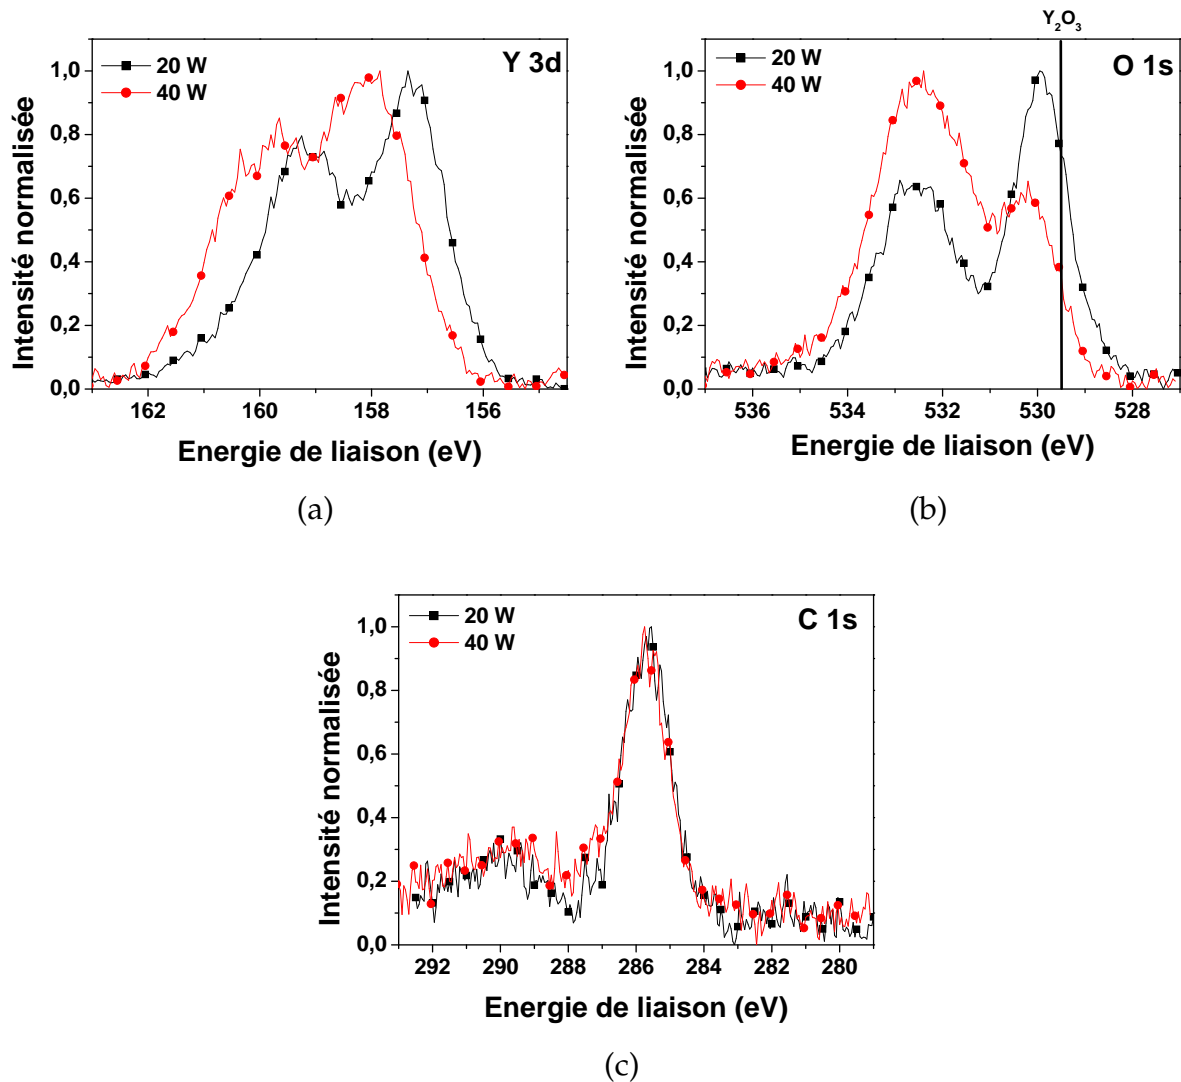 20 W
40 W
Y 3d
Intensité normalisée
1,0
0,8
0,6
0,4
0,2
0,0
162 160 158 156
Energie de liaison (eV)
(a)
Y2O3
20 W
40 W
O 1s
Intensité normalisée
1,0
0,8
0,6
0,4
0,2
0,0
536 534 532 530 528
Energie de liaison (eV)
(b)
20 W
40 W
C 1s
Intensité normalisée
1,0
0,8
0,6
0,4
0,2
0,0
292 290 288 286 284 282 280
Energie de liaison (eV)
(c)